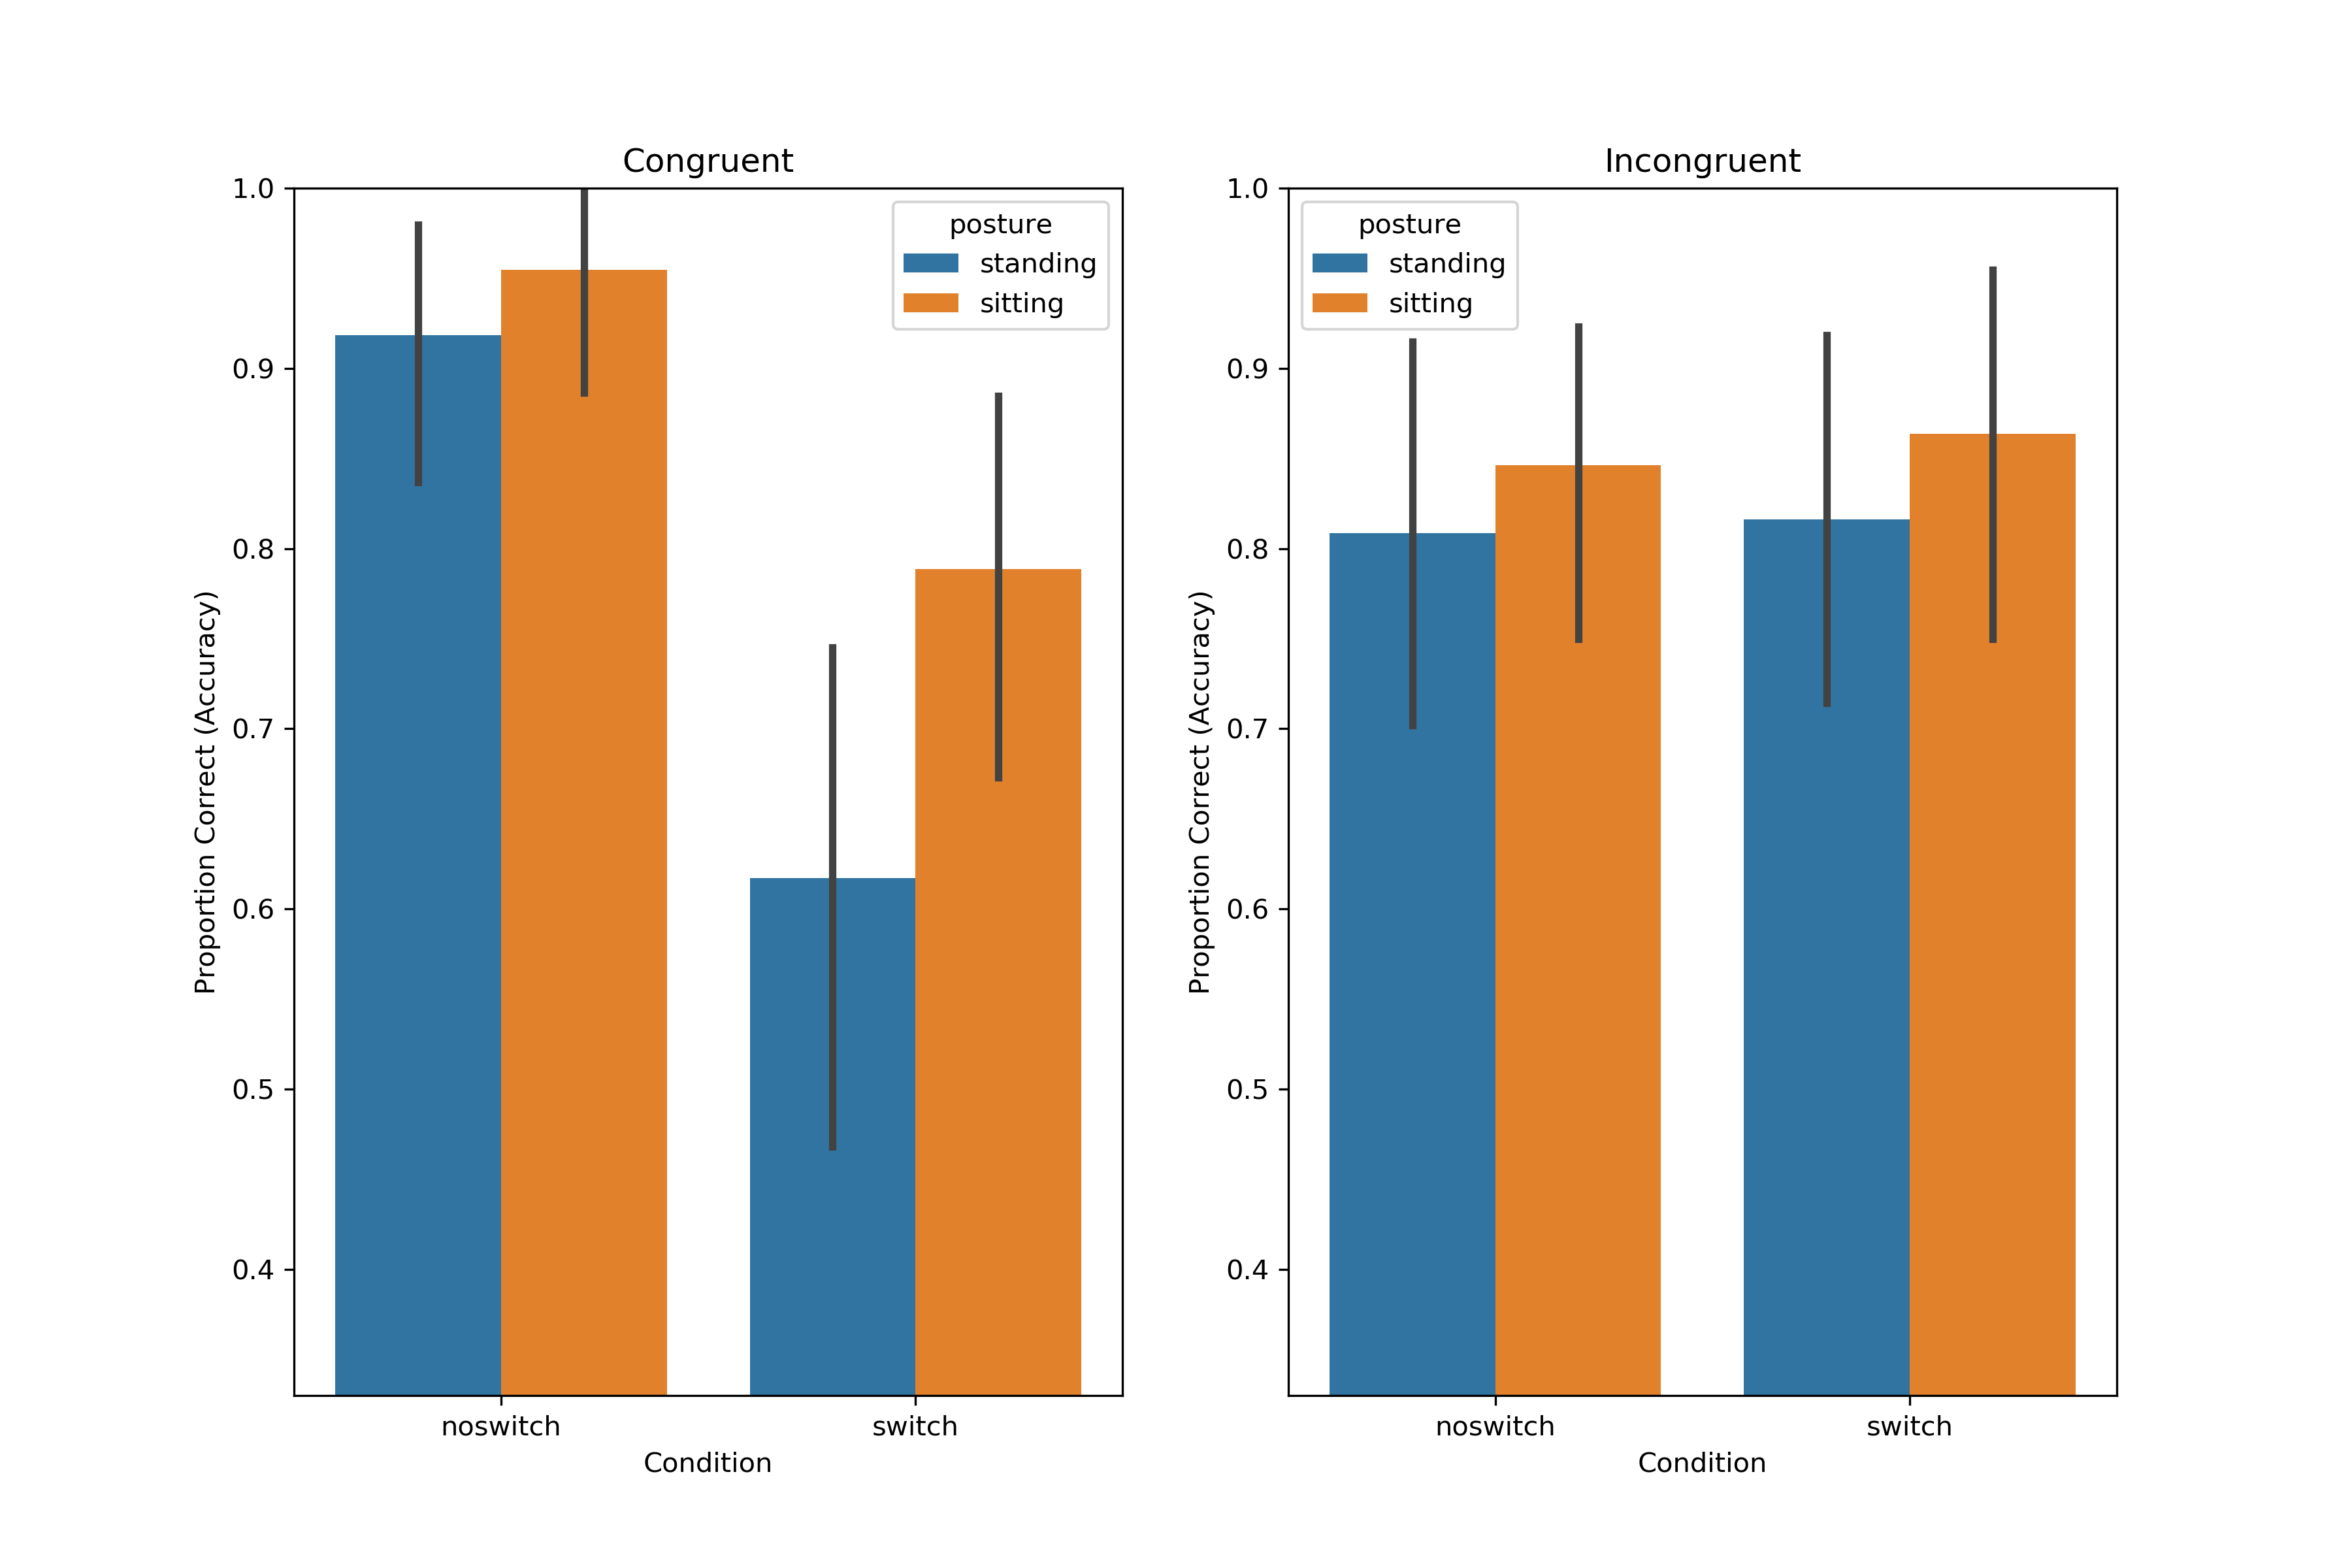 Congruent
1.0
0.9
0.8
0.7
0.6
0.5
0.4
Proportion Correct (Accuracy)
posture
standing
sitting
noswitch
switch
Condition
Incongruent
1.0
0.9
0.8
0.7
0.6
0.5
0.4
Proportion Correct (Accuracy)
posture
standing
sitting
noswitch
switch
Condition